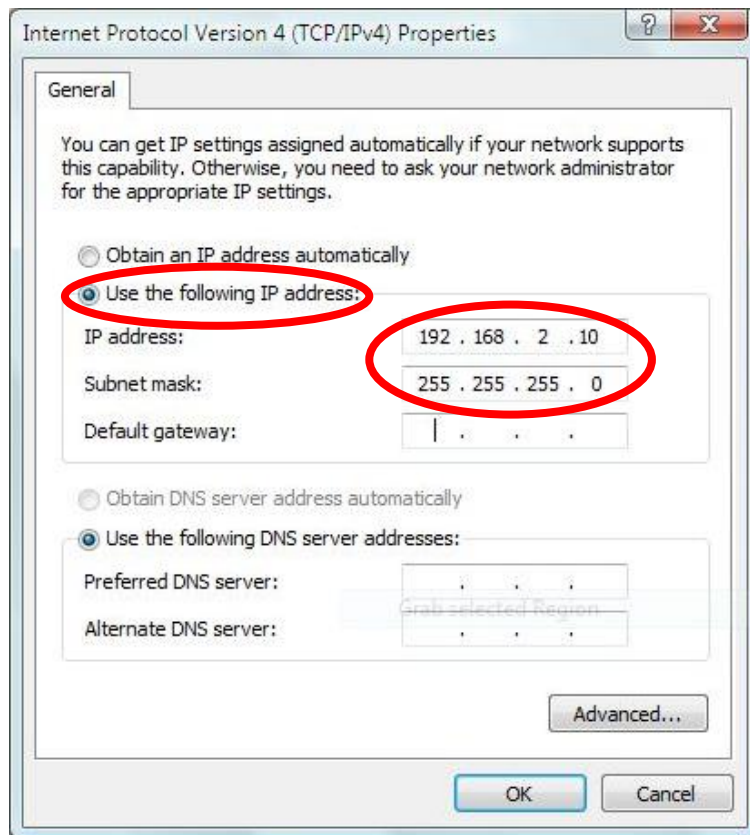 Internet Protocol Version 4 (TCP/IPv4) Properties
General
You can get IP settings assigned automatically if your network supports
this capability. Otherwise, you need to ask your network administrator
for the appropriate IP settings.
Obtain an IP address automatically
Use the following IP address:
IP address: 192 . 168 . 2 . 10
Subnet mask: 255 . 255 . 255 . 0
Default gateway: . . .
Obtain DNS server address automatically
Use the following DNS server addresses:
Preferred DNS server: . . .
Grab selected Region
Alternate DNS server: . . .
Advanced...
OK Cancel